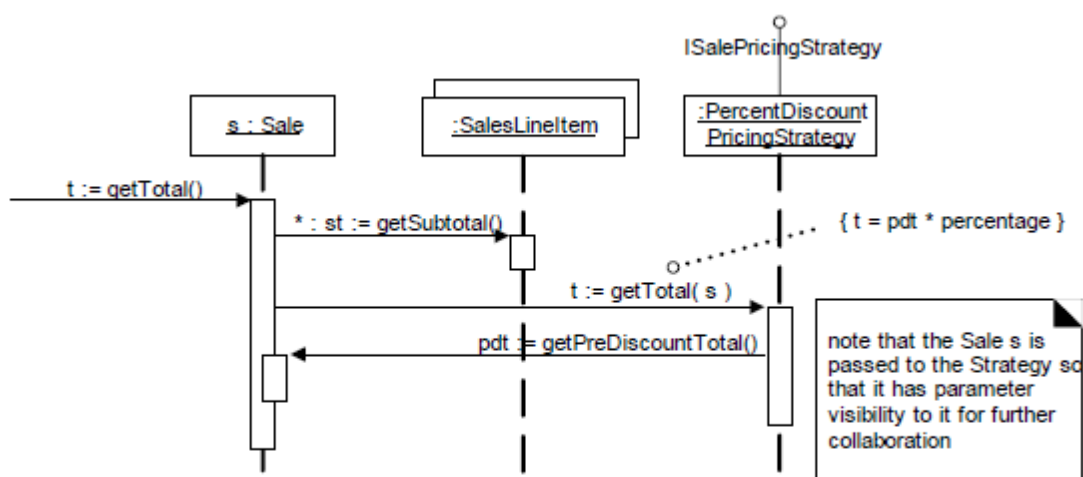 ISalePricingStrategy
s : Sale
:SalesLineItem
:PercentDiscount
PricingStrategy
t := getTotal()
* : st := getSubtotal()
{ t = pdt * percentage }
t := getTotal( s )
pdt := getPreDiscountTotal()
note that the Sale s is
passed to the Strategy so
that it has parameter
visibility to it for further
collaboration